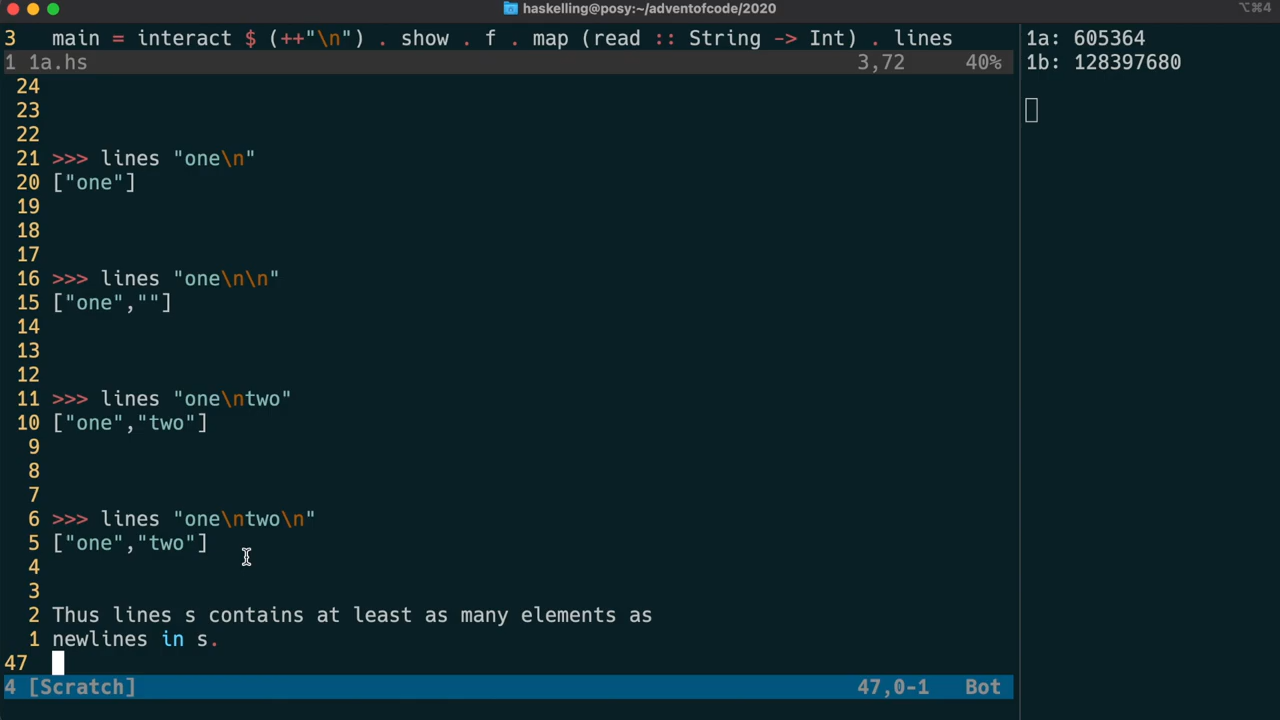 haskelling@posy:~/adventofcode/2020
⌥⌘4
3 main = interact $ (++"\n") . show . f . map (read :: String -> Int) . lines
1 1a.hs 3,72 40%
24
23
22
21 >>> lines "one\n"
20 ["one"]
19
18
17
16 >>> lines "one\n\n"
15 ["one",""]
14
13
12
11 >>> lines "one\ntwo"
10 ["one","two"]
9
8
7
6 >>> lines "one\ntwo\n"
5 ["one","two"]
4
3
2 Thus lines s contains at least as many elements as
1 newlines in s.
47
4 [Scratch] 47,0-1 Bot
1a: 605364
1b: 128397680